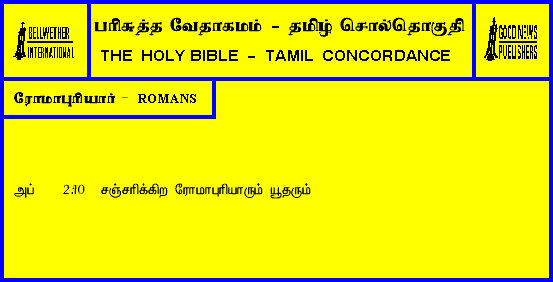 BELLWETHER
INTERNATIONAL
பரிசுத்த வேதாகமம் - தமிழ் சொல்தொகுதி
THE HOLY BIBLE - TAMIL CONCORDANCE
GOOD NEWS
PUBLISHERS
ரோமாபுரியார் - ROMANS
அப் 2:10 சஞ்சரிக்கிற ரோமாபுரியாரும் யூதரும்